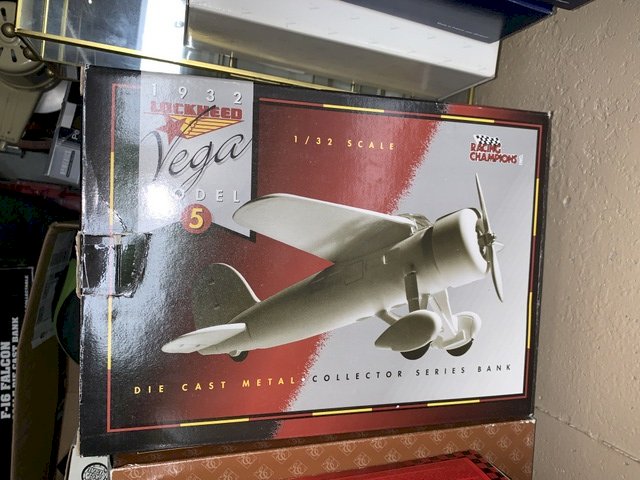 1932
LOCKHEED
Vega
MODEL
5
1/32 SCALE
RACING
CHAMPIONS
DIE CAST METAL • COLLECTOR SERIES BANK
F-16 FALCON